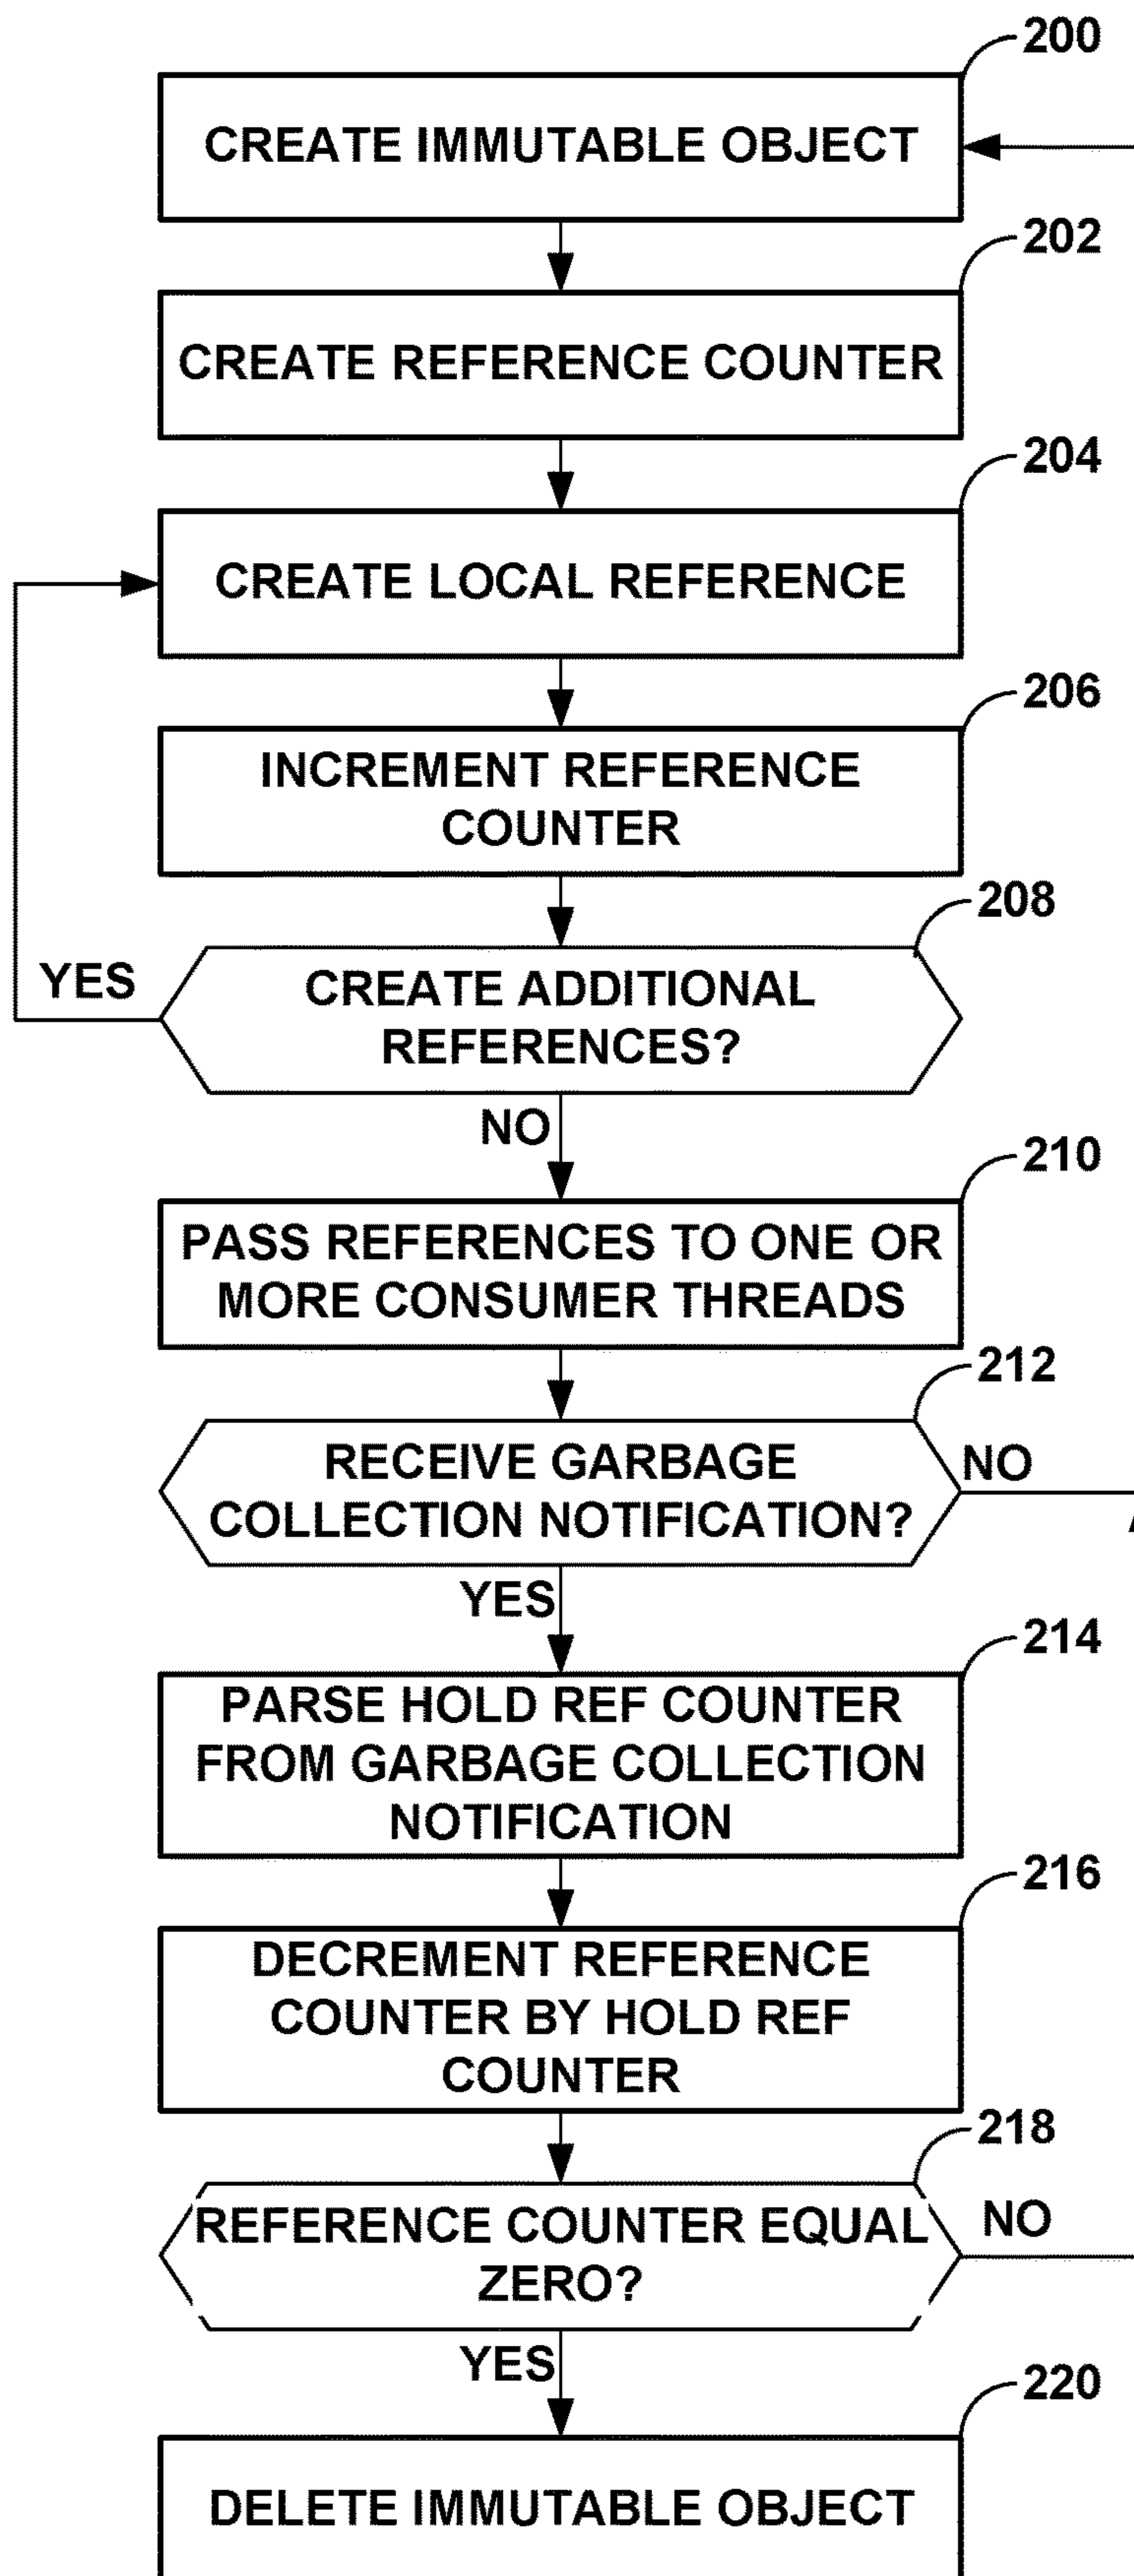 200
CREATE IMMUTABLE OBJECT
202
CREATE REFERENCE COUNTER
204
CREATE LOCAL REFERENCE
206
INCREMENT REFERENCE
COUNTER
208
YES
CREATE ADDITIONAL
REFERENCES?
NO
210
PASS REFERENCES TO ONE OR
MORE CONSUMER THREADS
212
RECEIVE GARBAGE
COLLECTION NOTIFICATION?
NO
YES
214
PARSE HOLD REF COUNTER
FROM GARBAGE COLLECTION
NOTIFICATION
216
DECREMENT REFERENCE
COUNTER BY HOLD REF
COUNTER
218
REFERENCE COUNTER EQUAL
ZERO?
NO
YES
220
DELETE IMMUTABLE OBJECT